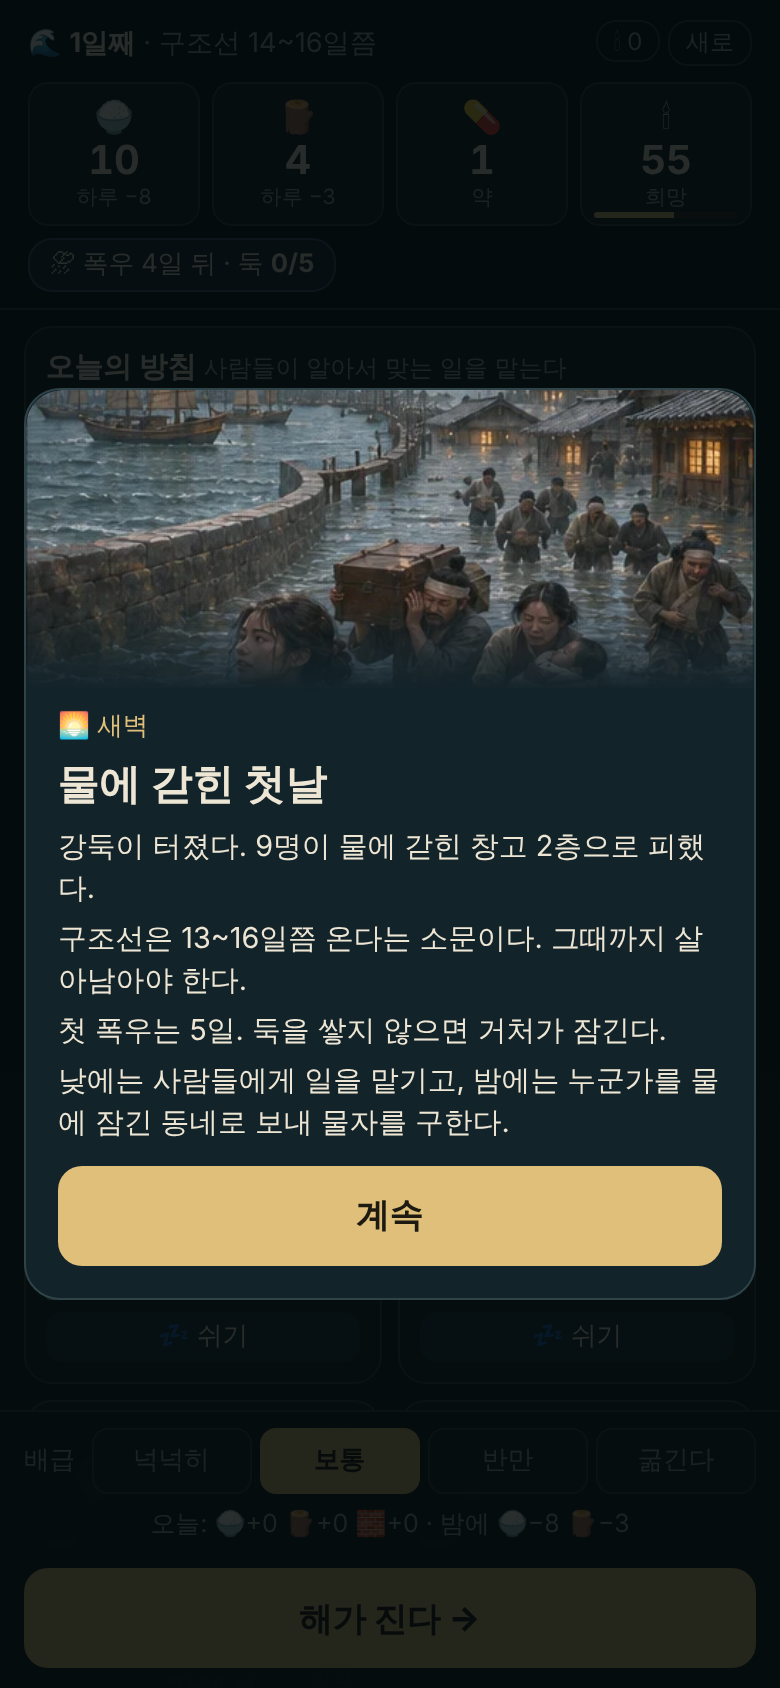 🌊 1일째 · 구조선 14~16일쯤
🕯 0
새로
🍚
10
하루 −8
🪵
4
하루 −3
💊
1
약
🕯
55
희망
⛈ 폭우 4일 뒤 · 둑 0/5
오늘의 방침 사람들이 알아서 맞는 일을 맡는다
🌅 새벽
물에 갇힌 첫날
강둑이 터졌다. 9명이 물에 갇힌 창고 2층으로 피했
다.
구조선은 13~16일쯤 온다는 소문이다. 그때까지 살
아남아야 한다.
첫 폭우는 5일. 둑을 쌓지 않으면 거처가 잠긴다.
낮에는 사람들에게 일을 맡기고, 밤에는 누군가를 물
에 잠긴 동네로 보내 물자를 구한다.
계속
💤 쉬기
💤 쉬기
배급
넉넉히
보통
반만
굶긴다
오늘: 🍚+0 🪵+0 🧱+0 · 밤에 🍚−8 🪵−3
해가 진다 →